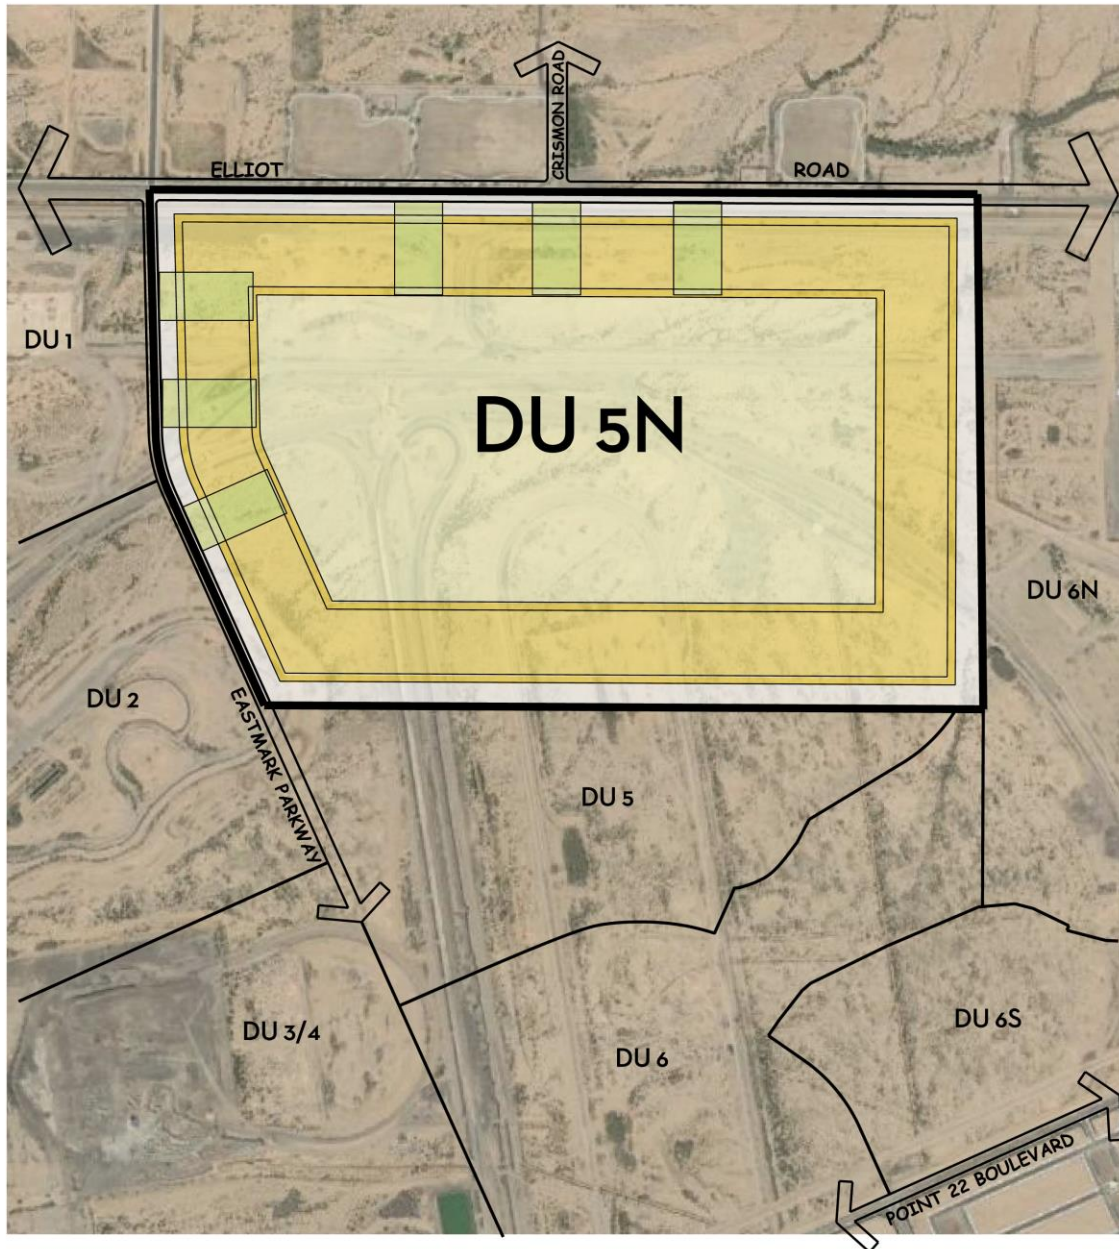 CRISMON ROAD
ELLIOT ROAD
DU 1
DU 5N
DU 6N
DU 2
EASTMARK PARKWAY
DU 5
DU 3/4
DU 6
DU 6S
POINT 22 BOULEVARD